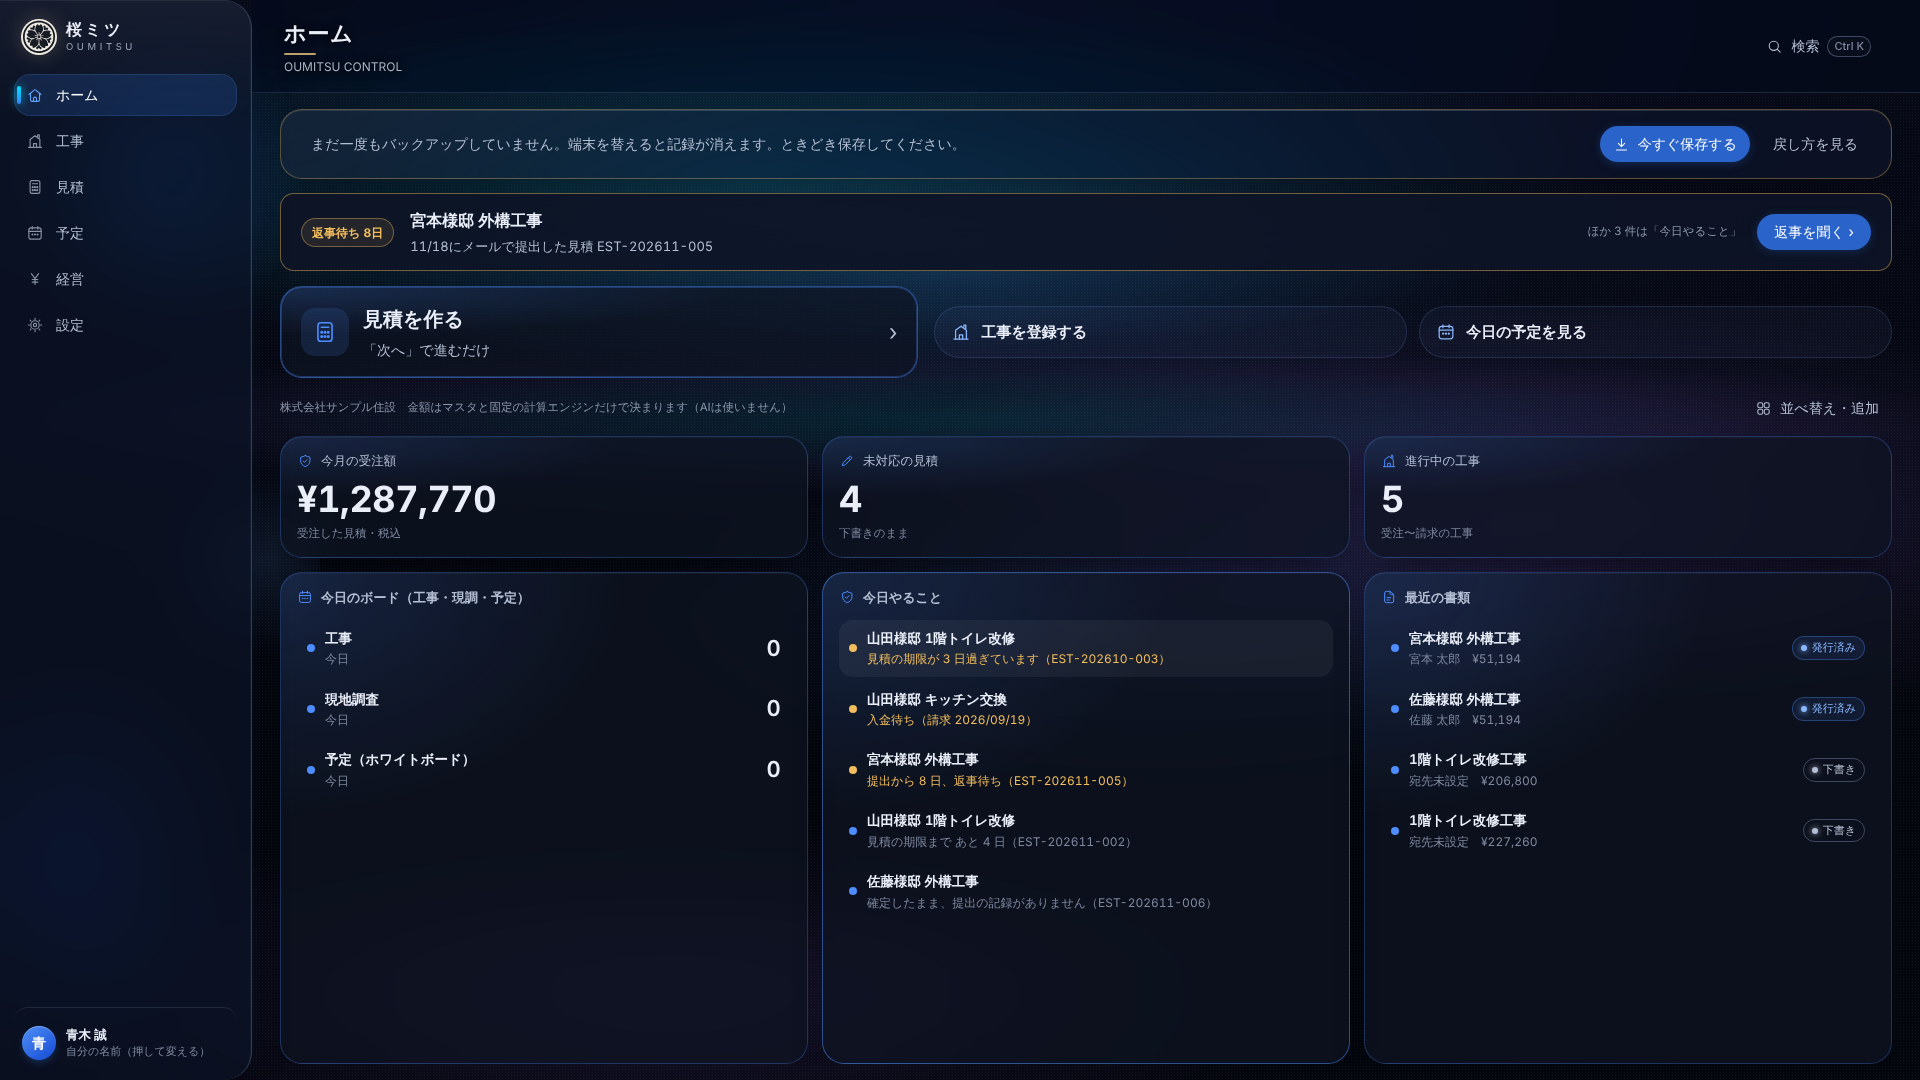 桜ミツ
OUMITSU
ホーム
工事
見積
予定
経営
設定
青
青木 誠
自分の名前（押して変える）
ホーム
OUMITSU CONTROL
検索 Ctrl K
まだ一度もバックアップしていません。端末を替えると記録が消えます。ときどき保存してください。
今すぐ保存する
戻し方を見る
返事待ち 8日
宮本様邸 外構工事
11/18にメールで提出した見積 EST-202611-005
ほか 3 件は「今日やること」
返事を聞く ›
見積を作る
「次へ」で進むだけ
工事を登録する
今日の予定を見る
株式会社サンプル住設　金額はマスタと固定の計算エンジンだけで決まります（AIは使いません）
並べ替え・追加
今月の受注額
¥1,287,770
受注した見積・税込
未対応の見積
4
下書きのまま
進行中の工事
5
受注〜請求の工事
今日のボード（工事・現調・予定）
工事
今日
0
現地調査
今日
0
予定（ホワイトボード）
今日
0
今日やること
山田様邸 1階トイレ改修
見積の期限が 3 日過ぎています（EST-202610-003）
山田様邸 キッチン交換
入金待ち（請求 2026/09/19）
宮本様邸 外構工事
提出から 8 日、返事待ち（EST-202611-005）
山田様邸 1階トイレ改修
見積の期限まで あと 4 日（EST-202611-002）
佐藤様邸 外構工事
確定したまま、提出の記録がありません（EST-202611-006）
最近の書類
宮本様邸 外構工事
宮本 太郎　¥51,194
発行済み
佐藤様邸 外構工事
佐藤 太郎　¥51,194
発行済み
1階トイレ改修工事
宛先未設定　¥206,800
下書き
1階トイレ改修工事
宛先未設定　¥227,260
下書き